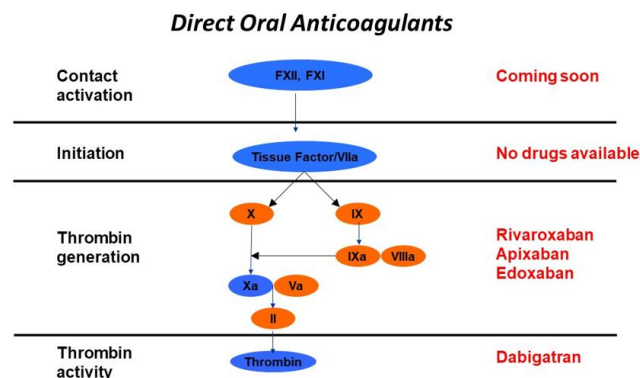 Direct Oral Anticoagulants
Contact
activation
FXII, FXI
Coming soon
Initiation
Tissue Factor/VIIa
No drugs available
X
IX
Thrombin
generation
IXa
VIIIa
Rivaroxaban
Apixaban
Edoxaban
Xa
Va
II
Thrombin
activity
Thrombin
Dabigatran